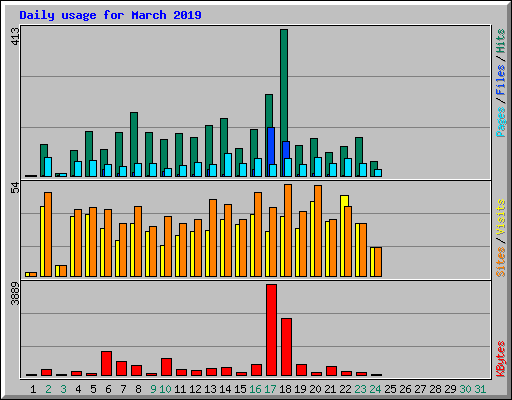 Daily usage for March 2019
413
Pages / Files / Hits
54
Sites / Visits
3889
KBytes
1 2 3 4 5 6 7 8 9 10 11 12 13 14 15 16 17 18 19 20 21 22 23 24 25 26 27 28 29 30 31